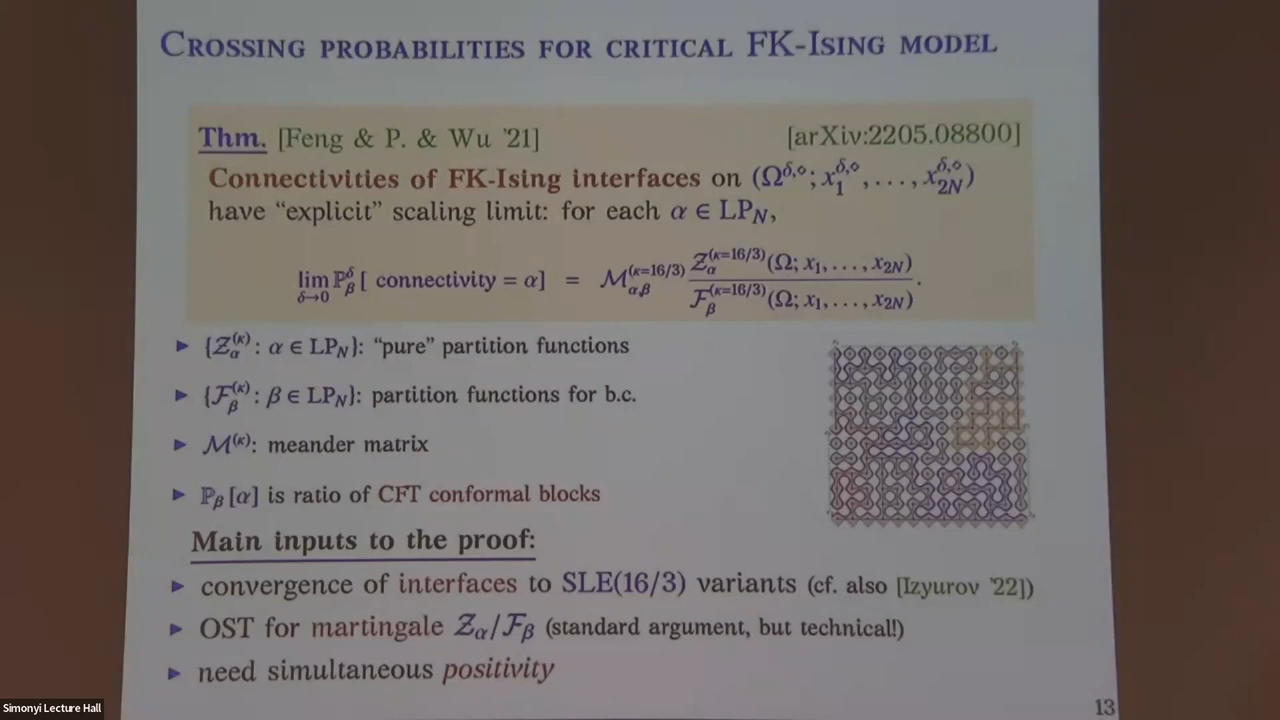 CROSSING PROBABILITIES FOR CRITICAL FK-ISING MODEL
Thm. [Feng & P. & Wu '21] [arXiv:2205.08800]
Connectivities of FK-Ising interfaces on (Ω^{δ,⋄}; x_1^{δ,⋄}, . . . , x_{2N}^{δ,⋄})
have “explicit” scaling limit: for each α ∈ LP_N,
lim_{δ→0} ℙ_β^δ [ connectivity = α ] = ℳ_{α,β}^{(κ=16/3)} 𝒵_α^{(κ=16/3)}(Ω; x_1, . . . , x_{2N}) / ℱ_β^{(κ=16/3)}(Ω; x_1, . . . , x_{2N}) .
▶ {𝒵_α^{(κ)} : α ∈ LP_N}: “pure” partition functions
▶ {ℱ_β^{(κ)} : β ∈ LP_N}: partition functions for b.c.
▶ ℳ^{(κ)}: meander matrix
▶ ℙ_β[α] is ratio of CFT conformal blocks
Main inputs to the proof:
▶ convergence of interfaces to SLE(16/3) variants (cf. also [Izyurov '22])
▶ OST for martingale 𝒵_α/ℱ_β (standard argument, but technical!)
▶ need simultaneous positivity
13
Simonyi Lecture Hall